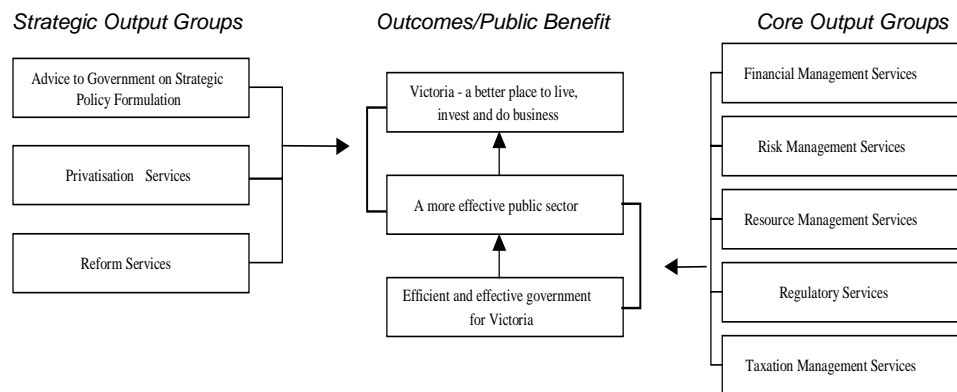 Strategic Output Groups
Outcomes/Public Benefit
Core Output Groups
Advice to Government on Strategic
Policy Formulation
Privatisation Services
Reform Services
Victoria - a better place to live,
invest and do business
A more effective public sector
Efficient and effective government
for Victoria
Financial Management Services
Risk Management Services
Resource Management Services
Regulatory Services
Taxation Management Services